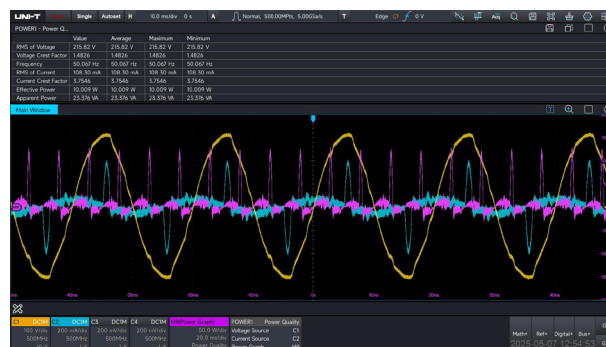 UNI-T Single Autoset H 10.0 ms/div 0 s A Normal, 500.00MPts, 5.00GSa/s T Edge 0 V
POWER1 - Power Q...
Value Average Maximum Minimum
RMS of Voltage 215.82 V 215.82 V 215.82 V 215.82 V
Voltage Crest Factor 1.4826 1.4826 1.4826 1.4826
Frequency 50.067 Hz 50.067 Hz 50.067 Hz 50.067 Hz
RMS of Current 108.30 mA 108.30 mA 108.30 mA 108.30 mA
Current Crest Factor 3.7546 3.7546 3.7546 3.7546
Effective Power 10.009 W 10.009 W 10.009 W 10.009 W
Apparent Power 23.376 VA 23.376 VA 23.376 VA 23.376 VA
Main Window
-40ms -30ms -20ms -10ms 0s 10ms 20ms 30ms 40ms
C1 DC1M C2 DC1M C3 DC1M C4 DC1M POWER1 Power Quality
100 V/div 200 mA/div 200 mV/div 200 mV/div 50.0 W/div Voltage Source C1
500MHz 500MHz 500MHz 500MHz 20.0 ms/div Current Source C2
Power Quality
Math+ Ref+ Digital+ Bus+
2025-05-07 12:54:53